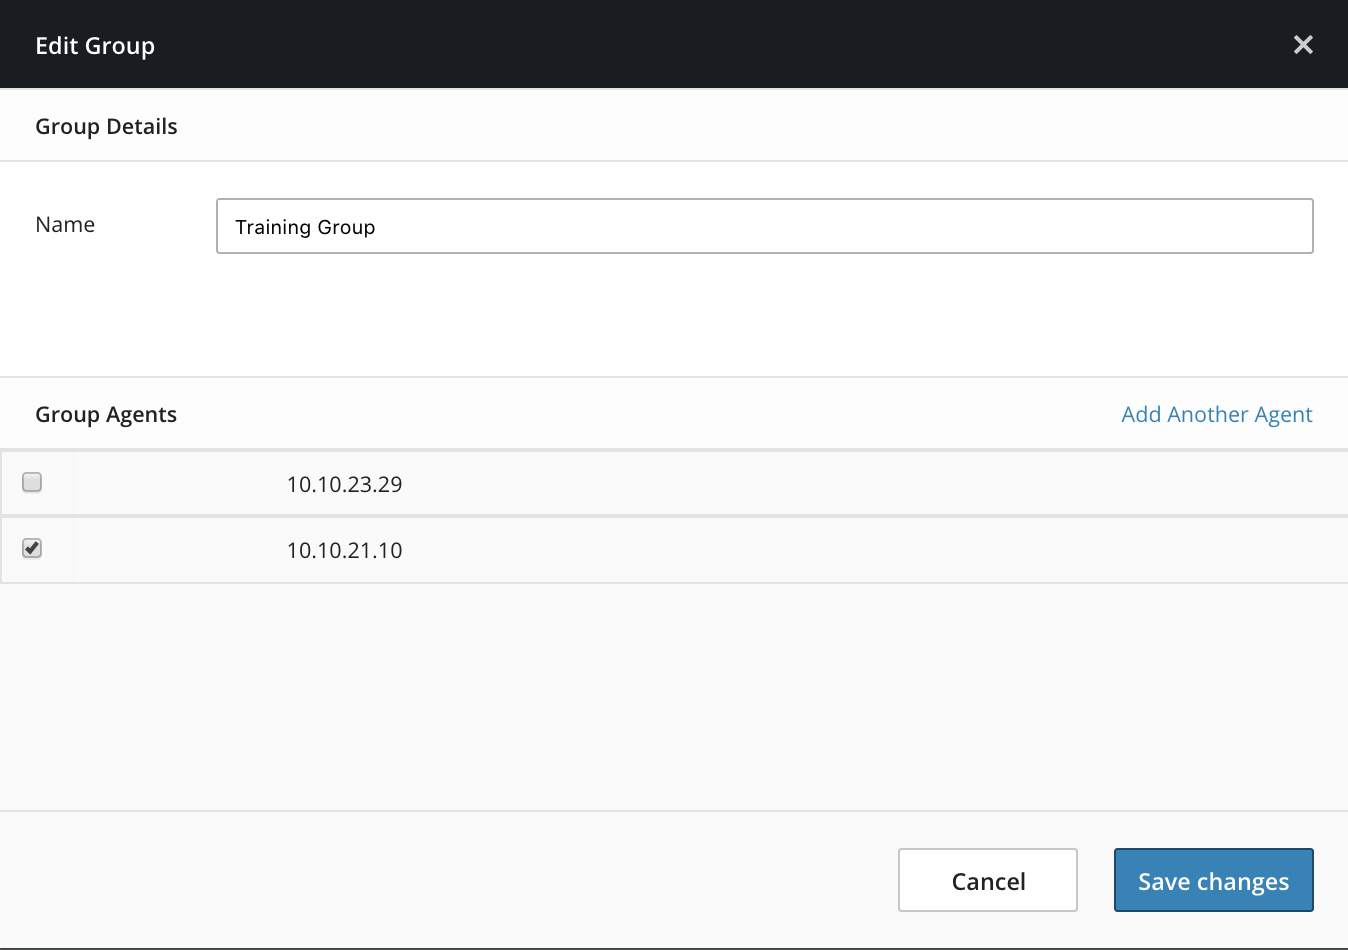 Edit Group
Group Details
Name
Training Group
Group Agents
Add Another Agent
10.10.23.29
10.10.21.10
Cancel
Save changes